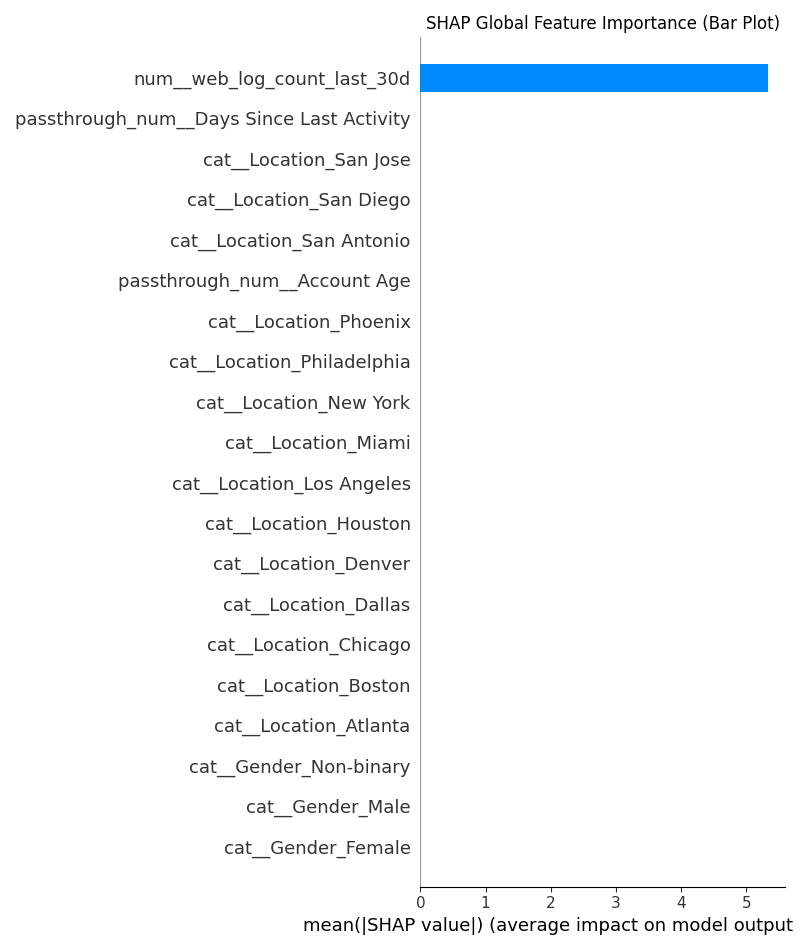 SHAP Global Feature Importance (Bar Plot)
num__web_log_count_last_30d
passthrough_num__Days Since Last Activity
cat__Location_San Jose
cat__Location_San Diego
cat__Location_San Antonio
passthrough_num__Account Age
cat__Location_Phoenix
cat__Location_Philadelphia
cat__Location_New York
cat__Location_Miami
cat__Location_Los Angeles
cat__Location_Houston
cat__Location_Denver
cat__Location_Dallas
cat__Location_Chicago
cat__Location_Boston
cat__Location_Atlanta
cat__Gender_Non-binary
cat__Gender_Male
cat__Gender_Female
0 1 2 3 4 5
mean(|SHAP value|) (average impact on model output